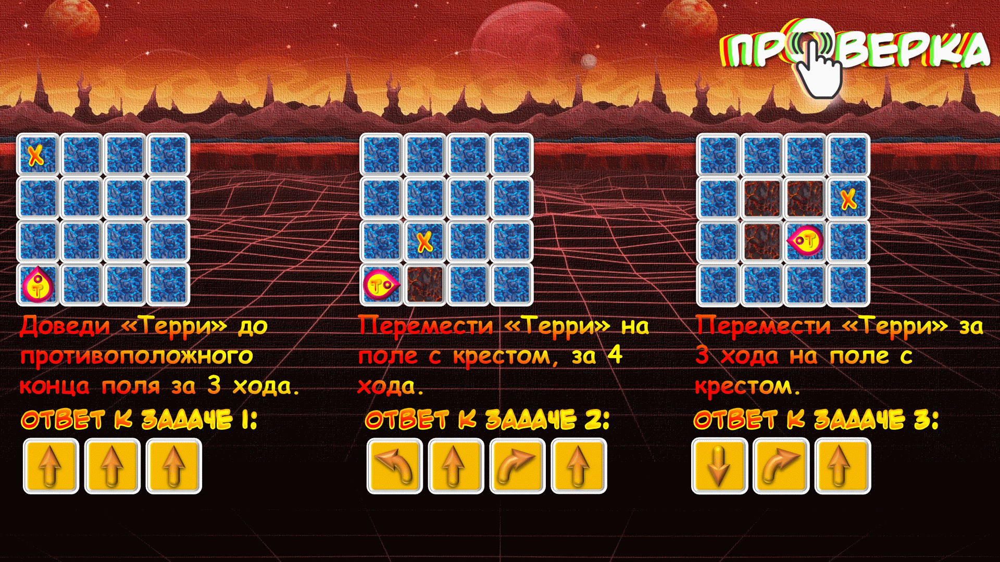 ПРОВЕРКА
X
Т
Доведи «Терри» до
противоположного
конца поля за 3 хода.
ОТВЕТ К ЗАДАЧЕ 1:
X
Т
Перемести «Терри» на
поле с крестом, за 4
хода.
ОТВЕТ К ЗАДАЧЕ 2:
X
Т
Перемести «Терри» за
3 хода на поле с
крестом.
ОТВЕТ К ЗАДАЧЕ 3: